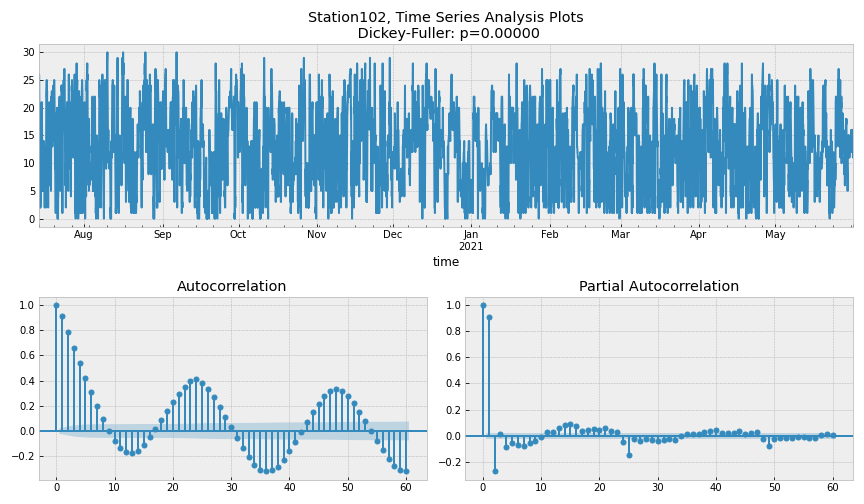 Station102, Time Series Analysis Plots
Dickey-Fuller: p=0.00000
30
25
20
15
10
5
0
Aug Sep Oct Nov Dec Jan Feb Mar Apr May
2021
time
Autocorrelation
1.0
0.8
0.6
0.4
0.2
0.0
−0.2
0 10 20 30 40 50 60
Partial Autocorrelation
1.0
0.8
0.6
0.4
0.2
0.0
−0.2
0 10 20 30 40 50 60